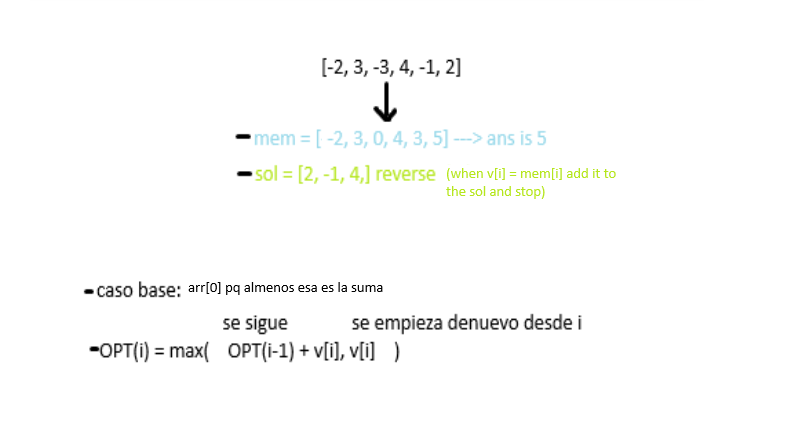 [-2, 3, -3, 4, -1, 2]
- mem = [ -2, 3, 0, 4, 3, 5] ---> ans is 5
- sol = [2, -1, 4,] reverse (when v[i] = mem[i] add it to
the sol and stop)
- caso base: arr[0] pq almenos esa es la suma
se sigue se empieza denuevo desde i
-OPT(i) = max( OPT(i-1) + v[i], v[i] )